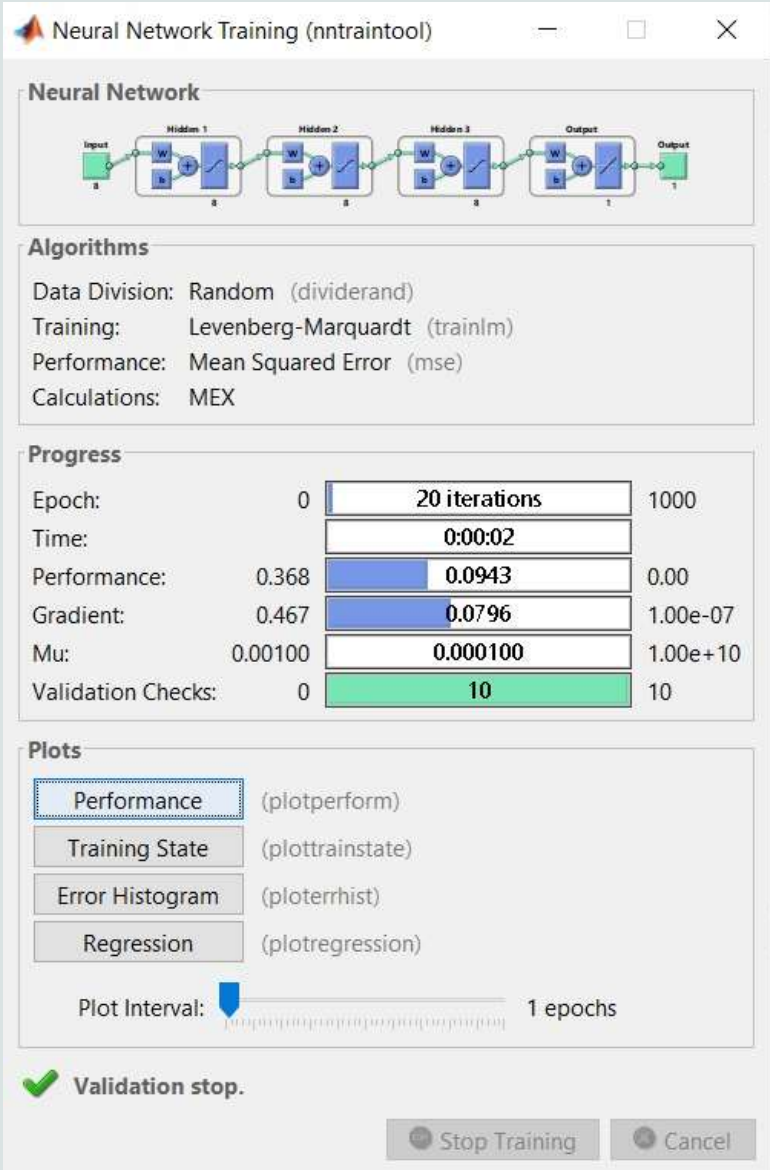 Neural Network Training (nntraintool)
Neural Network
Hidden 1 Hidden 2 Hidden 3 Output
Input Output
W W W W
b b b b
+ + + +
8 8 8 8 1 1
Algorithms
Data Division: Random (dividerand)
Training: Levenberg-Marquardt (trainlm)
Performance: Mean Squared Error (mse)
Calculations: MEX
Progress
Epoch: 0 20 iterations 1000
Time: 0:00:02
Performance: 0.368 0.0943 0.00
Gradient: 0.467 0.0796 1.00e-07
Mu: 0.00100 0.000100 1.00e+10
Validation Checks: 0 10 10
Plots
Performance (plotperform)
Training State (plottrainstate)
Error Histogram (ploterrhist)
Regression (plotregression)
Plot Interval: 1 epochs
Validation stop.
Stop Training Cancel